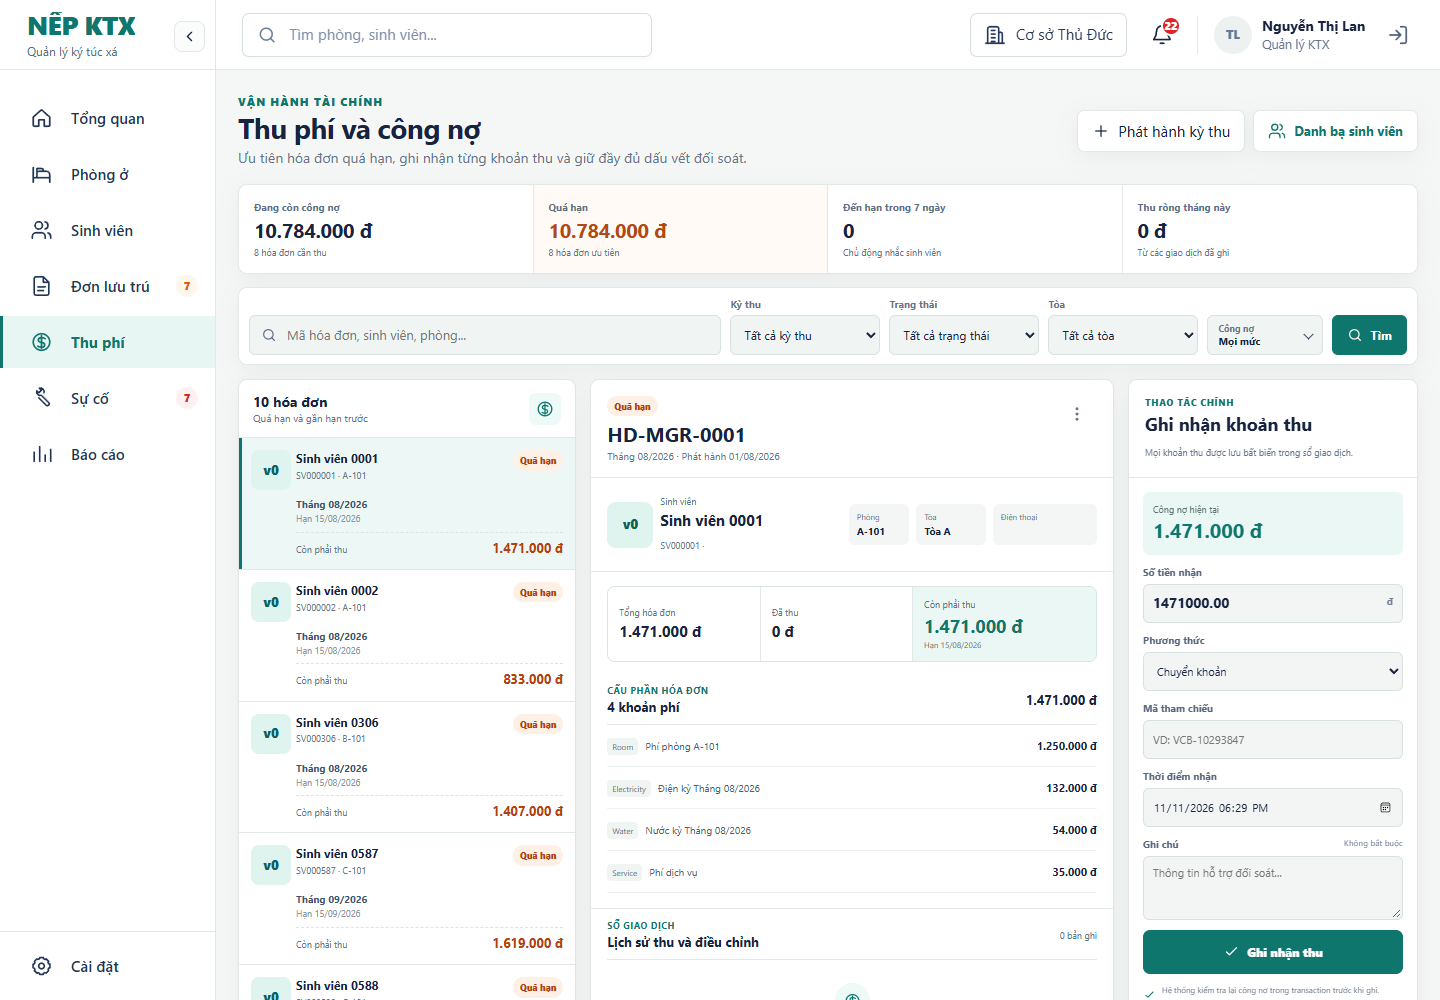 NẾP KTX
Quản lý ký túc xá
Tìm phòng, sinh viên...
Cơ sở Thủ Đức
22
TL
Nguyễn Thị Lan
Quản lý KTX
Tổng quan
Phòng ở
Sinh viên
Đơn lưu trú
7
Thu phí
Sự cố
7
Báo cáo
Cài đặt
VẬN HÀNH TÀI CHÍNH
Thu phí và công nợ
Ưu tiên hóa đơn quá hạn, ghi nhận từng khoản thu và giữ đầy đủ dấu vết đối soát.
Phát hành kỳ thu
Danh bạ sinh viên
Đang còn công nợ
10.784.000 đ
8 hóa đơn cần thu
Quá hạn
10.784.000 đ
8 hóa đơn ưu tiên
Đến hạn trong 7 ngày
0
Chủ động nhắc sinh viên
Thu ròng tháng này
0 đ
Từ các giao dịch đã ghi
Mã hóa đơn, sinh viên, phòng...
Kỳ thu
Tất cả kỳ thu
Trạng thái
Tất cả trạng thái
Tòa
Tất cả tòa
Công nợ
Mọi mức
Tìm
10 hóa đơn
Quá hạn và gần hạn trước
v0
Sinh viên 0001
Quá hạn
SV000001 · A-101
Tháng 08/2026
Hạn 15/08/2026
Còn phải thu
1.471.000 đ
v0
Sinh viên 0002
Quá hạn
SV000002 · A-101
Tháng 08/2026
Hạn 15/08/2026
Còn phải thu
833.000 đ
v0
Sinh viên 0306
Quá hạn
SV000306 · B-101
Tháng 08/2026
Hạn 15/08/2026
Còn phải thu
1.407.000 đ
v0
Sinh viên 0587
Quá hạn
SV000587 · C-101
Tháng 09/2026
Hạn 15/09/2026
Còn phải thu
1.619.000 đ
v0
Sinh viên 0588
Quá hạn
Quá hạn
HD-MGR-0001
Tháng 08/2026 · Phát hành 01/08/2026
v0
Sinh viên
Sinh viên 0001
SV000001 ·
Phòng
A-101
Tòa
Tòa A
Điện thoại
Tổng hóa đơn
1.471.000 đ
Đã thu
0 đ
Còn phải thu
1.471.000 đ
Hạn 15/08/2026
CẤU PHẦN HÓA ĐƠN
4 khoản phí
1.471.000 đ
Room
Phí phòng A-101
1.250.000 đ
Electricity
Điện kỳ Tháng 08/2026
132.000 đ
Water
Nước kỳ Tháng 08/2026
54.000 đ
Service
Phí dịch vụ
35.000 đ
SỔ GIAO DỊCH
Lịch sử thu và điều chỉnh
0 bản ghi
THAO TÁC CHÍNH
Ghi nhận khoản thu
Mọi khoản thu được lưu bất biến trong sổ giao dịch.
Công nợ hiện tại
1.471.000 đ
Số tiền nhận
1471000.00
đ
Phương thức
Chuyển khoản
Mã tham chiếu
VD: VCB-10293847
Thời điểm nhận
11/11/2026 06:29 PM
Ghi chú
Không bắt buộc
Thông tin hỗ trợ đối soát...
Ghi nhận thu
Hệ thống kiểm tra lại công nợ trong transaction trước khi ghi.